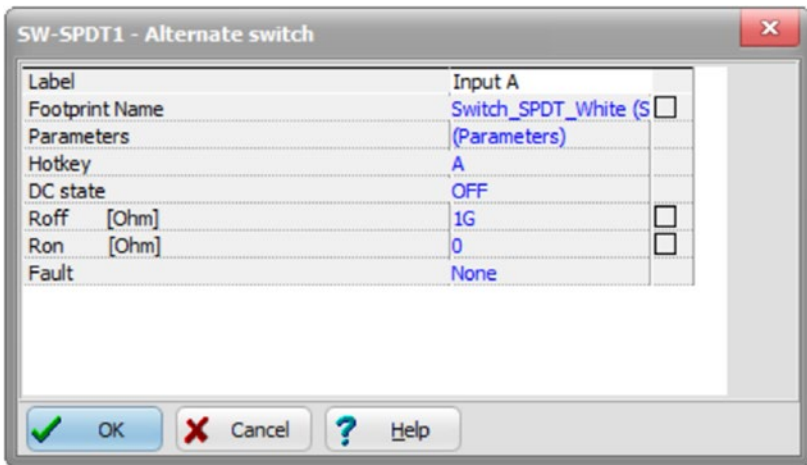 SW-SPDT1 - Alternate switch
Label Input A
Footprint Name Switch_SPDT_White (S
Parameters (Parameters)
Hotkey A
DC state OFF
Roff [Ohm] 1G
Ron [Ohm] 0
Fault None
OK Cancel ? Help